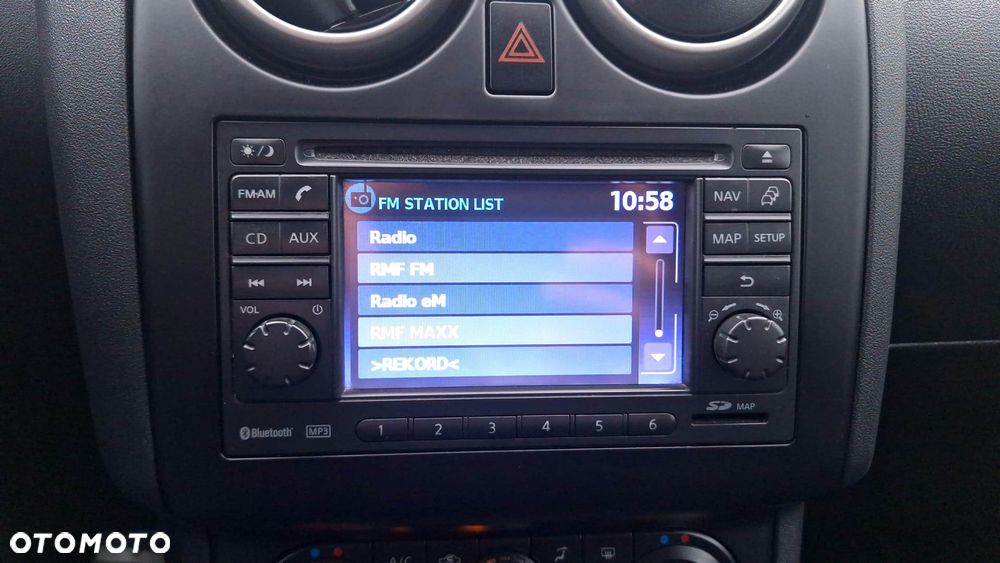 FM·AM
CD AUX
VOL
FM STATION LIST 10:58
Radio
RMF FM
Radio eM
RMF MAXX
>REKORD<
NAV
MAP SETUP
SD MAP
Bluetooth MP3
1 2 3 4 5 6
A/C
OTOMOTO